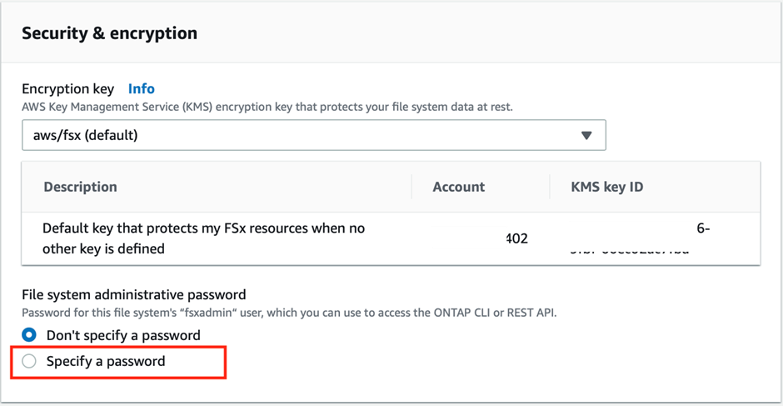 Security & encryption
Encryption key Info
AWS Key Management Service (KMS) encryption key that protects your file system data at rest.
aws/fsx (default)
Description Account KMS key ID
Default key that protects my FSx resources when no
other key is defined
402
6-
File system administrative password
Password for this file system's "fsxadmin" user, which you can use to access the ONTAP CLI or REST API.
Don't specify a password
Specify a password